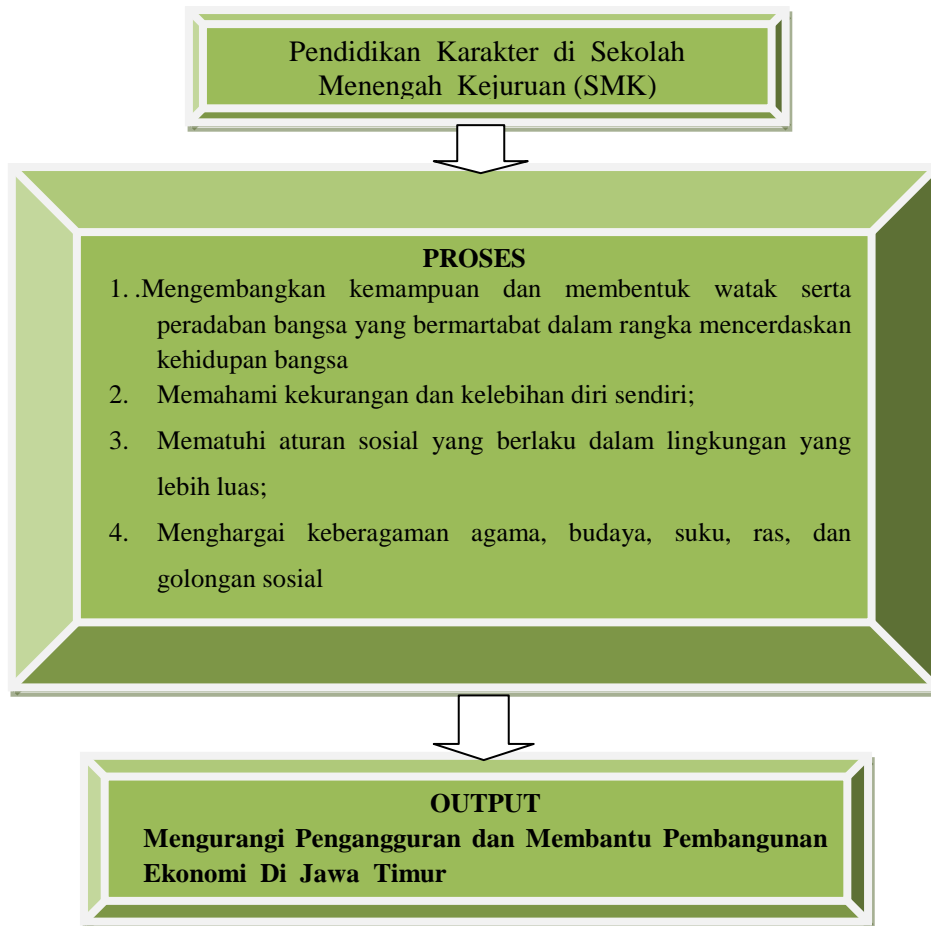 Pendidikan Karakter di Sekolah
Menengah Kejuruan (SMK)
PROSES
1. .Mengembangkan kemampuan dan membentuk watak serta
peradaban bangsa yang bermartabat dalam rangka mencerdaskan
kehidupan bangsa
2. Memahami kekurangan dan kelebihan diri sendiri;
3. Mematuhi aturan sosial yang berlaku dalam lingkungan yang
lebih luas;
4. Menghargai keberagaman agama, budaya, suku, ras, dan
golongan sosial
OUTPUT
Mengurangi Pengangguran dan Membantu Pembangunan
Ekonomi Di Jawa Timur